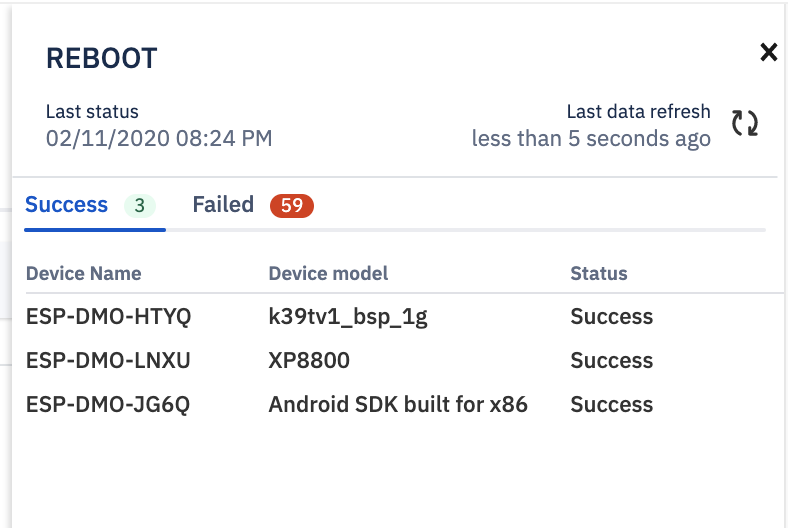 REBOOT
Last status
02/11/2020 08:24 PM
Last data refresh
less than 5 seconds ago
Success 3 Failed 59
Device Name Device model Status
ESP-DMO-HTYQ k39tv1_bsp_1g Success
ESP-DMO-LNXU XP8800 Success
ESP-DMO-JG6Q Android SDK built for x86 Success